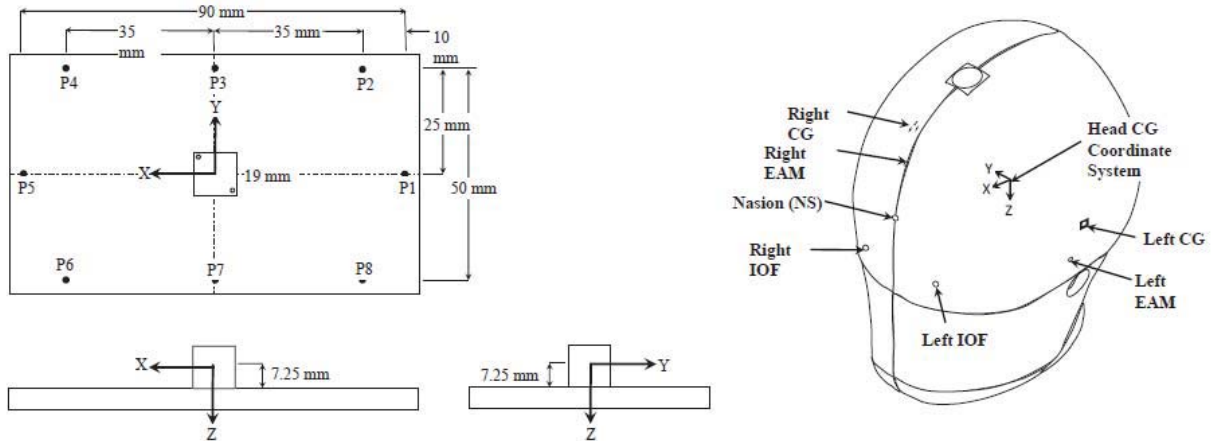 90 mm
35
mm
35 mm
10
mm
P4
P3
P2
Y
25 mm
X
19 mm
P5
P1
50 mm
P6
P7
P8
X
7.25 mm
Z
7.25 mm
Y
Z
Right
CG
Right
EAM
Nasion (NS)
Right
IOF
Head CG
Coordinate
System
Y
X
Z
Left CG
Left
EAM
Left IOF